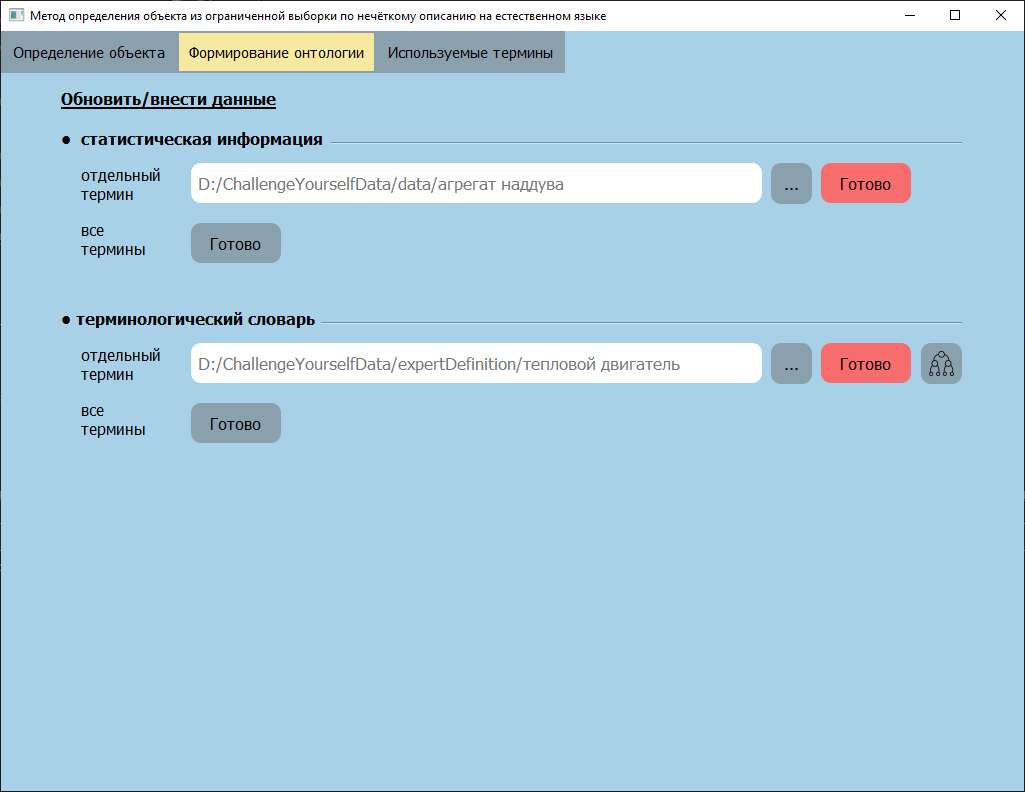 Метод определения объекта из ограниченной выборки по нечёткому описанию на естественном языке
Определение объекта Формирование онтологии Используемые термины
Обновить/внести данные
● статистическая информация
отдельный
термин
D:/ChallengeYourselfData/data/агрегат наддува ... Готово
все
термины
Готово
● терминологический словарь
отдельный
термин
D:/ChallengeYourselfData/expertDefinition/тепловой двигатель ... Готово
все
термины
Готово